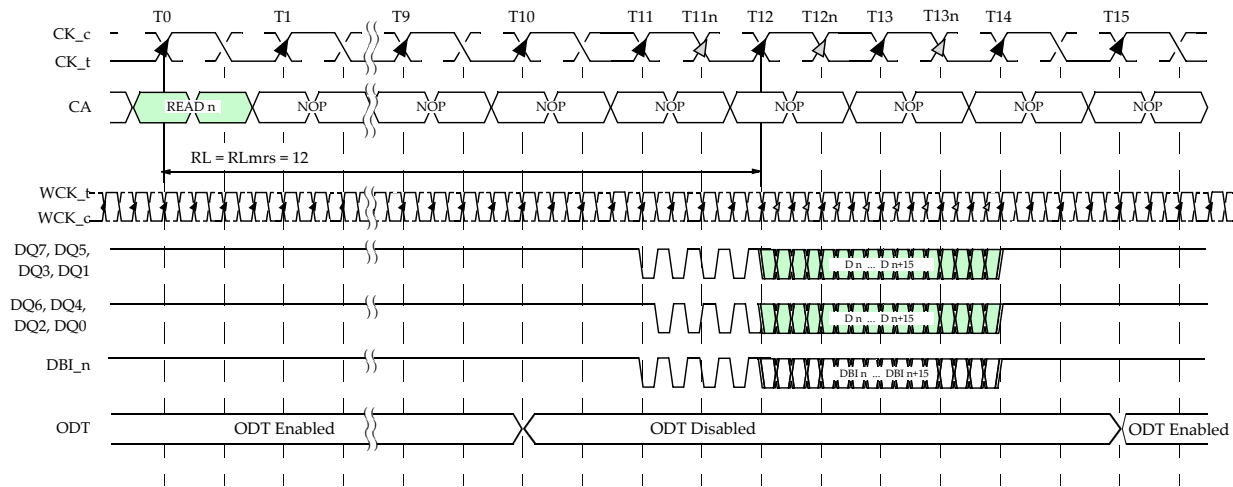 T0 T1 T9 T10 T11 T11n T12 T12n T13 T13n T14 T15
CK_c
CK_t
CA READ n NOP NOP NOP NOP NOP NOP NOP NOP
RL = RLmrs = 12
WCK_t
WCK_c
DQ7, DQ5,
DQ3, DQ1
D n ... D n+15
DQ6, DQ4,
DQ2, DQ0
D n ... D n+15
DBI_n
DBI n ... DBI n+15
ODT ODT Enabled ODT Disabled ODT Enabled